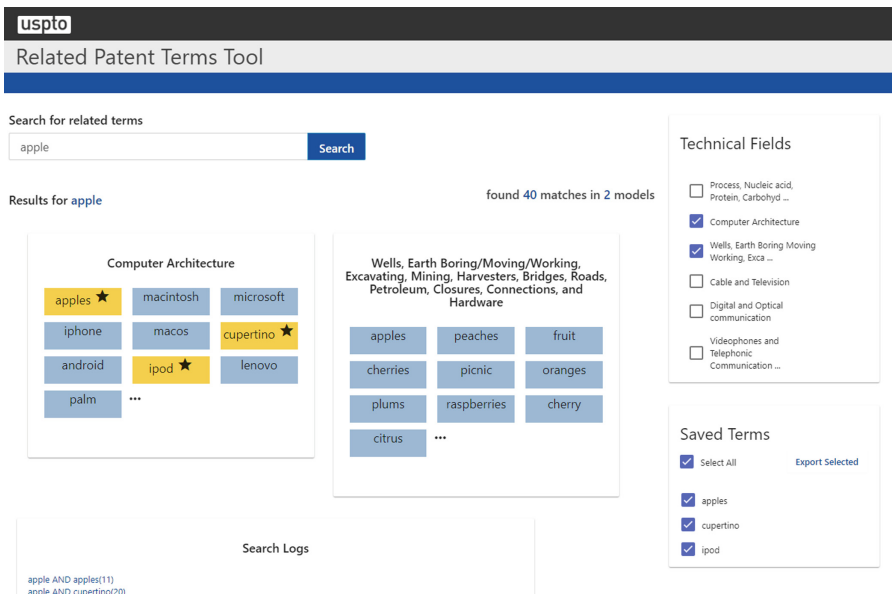 uspto
Related Patent Terms Tool
Search for related terms
apple
Search
Results for apple
found 40 matches in 2 models
Computer Architecture
apples ★
macintosh
microsoft
iphone
macos
cupertino ★
android
ipod ★
lenovo
palm
•••
Wells, Earth Boring/Moving/Working,
Excavating, Mining, Harvesters, Bridges, Roads,
Petroleum, Closures, Connections, and
Hardware
apples
peaches
fruit
cherries
picnic
oranges
plums
raspberries
cherry
citrus
•••
Search Logs
apple AND apples(11)
apple AND cupertino(20)
Technical Fields
Process, Nucleic acid,
Protein, Carbohyd ...
Computer Architecture
Wells, Earth Boring Moving
Working, Exca ...
Cable and Television
Digital and Optical
communication
Videophones and
Telephonic
Communication ...
Saved Terms
Select All
Export Selected
apples
cupertino
ipod